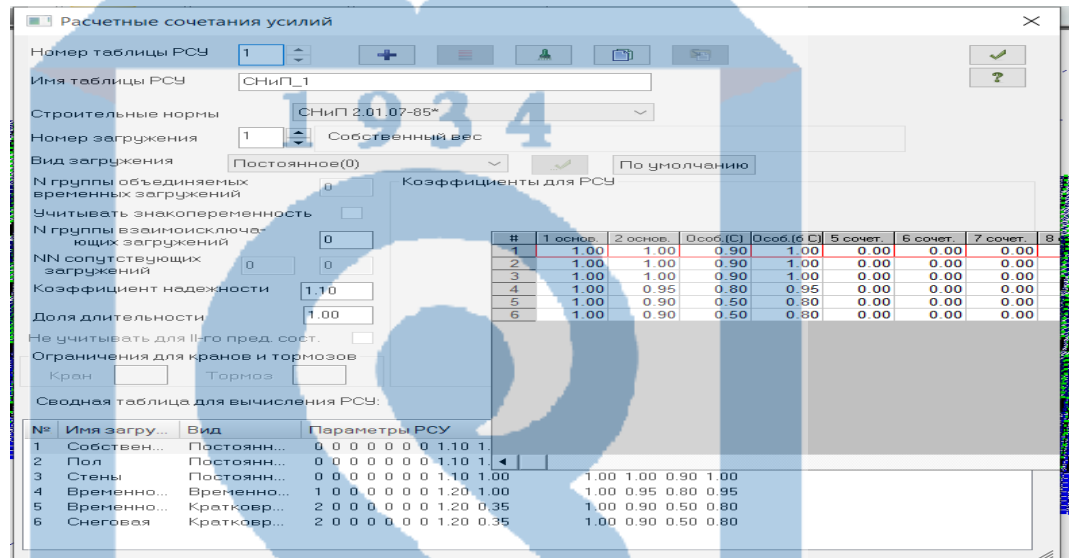 Расчетные сочетания усилий
Номер таблицы РСУ 1
Имя таблицы РСУ СНиП_1
1934
Строительные нормы СНиП 2.01.07-85*
Номер загружения 1 Собственный вес
Вид загружения Постоянное(0) По умолчанию
N группы объединяемых временных загружений 0
Коэффициенты для РСУ
Учитывать знакопеременность
N группы взаимоисключа-ющих загружений 0
NN сопутствующих загружений 0 0
Коэффициент надежности 1.10
Доля длительности 1.00
Не учитывать для II-го пред. сост.
Ограничения для кранов и тормозов
Кран Тормоз
# 1 основ. 2 основ. Особ.(С) Особ.(б С) 5 сочет. 6 сочет. 7 сочет. 8
1 1.00 1.00 0.90 1.00 0.00 0.00 0.00
2 1.00 1.00 0.90 1.00 0.00 0.00 0.00
3 1.00 1.00 0.90 1.00 0.00 0.00 0.00
4 1.00 0.95 0.80 0.95 0.00 0.00 0.00
5 1.00 0.90 0.50 0.80 0.00 0.00 0.00
6 1.00 0.90 0.50 0.80 0.00 0.00 0.00
Сводная таблица для вычисления РСУ:
№ Имя загру... Вид Параметры РСУ
1 Собствен... Постоянн... 0 0 0 0 0 0 0 1.10 1.
2 Пол Постоянн... 0 0 0 0 0 0 0 1.10 1.
3 Стены Постоянн... 0 0 0 0 0 0 0 1.10 1.00 1.00 1.00 0.90 1.00
4 Временно... Временно... 1 0 0 0 0 0 0 1.20 1.00 1.00 0.95 0.80 0.95
5 Временно... Кратковр... 2 0 0 0 0 0 0 1.20 0.35 1.00 0.90 0.50 0.80
6 Снеговая Кратковр... 2 0 0 0 0 0 0 1.20 0.35 1.00 0.90 0.50 0.80